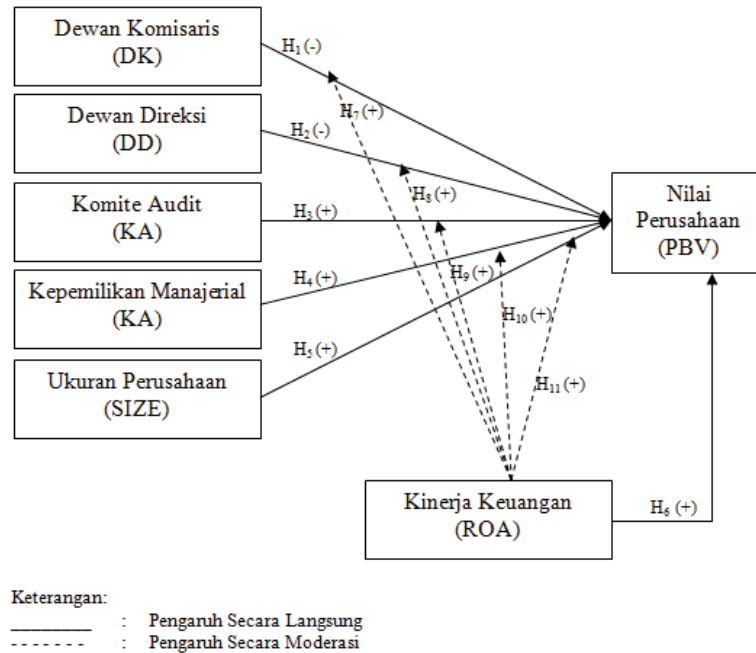 Dewan Komisaris
(DK)
H₁ (-)
H₇ (+)
Dewan Direksi
(DD)
H₂ (-)
H₈ (+)
Komite Audit
(KA)
H₃ (+)
Nilai
Perusahaan
(PBV)
Kepemilikan Manajerial
(KA)
H₄ (+)
H₉ (+)
H₁₀ (+)
Ukuran Perusahaan
(SIZE)
H₅ (+)
H₁₁ (+)
Kinerja Keuangan
(ROA)
H₆ (+)
Keterangan:
________ : Pengaruh Secara Langsung
- - - - - - - : Pengaruh Secara Moderasi